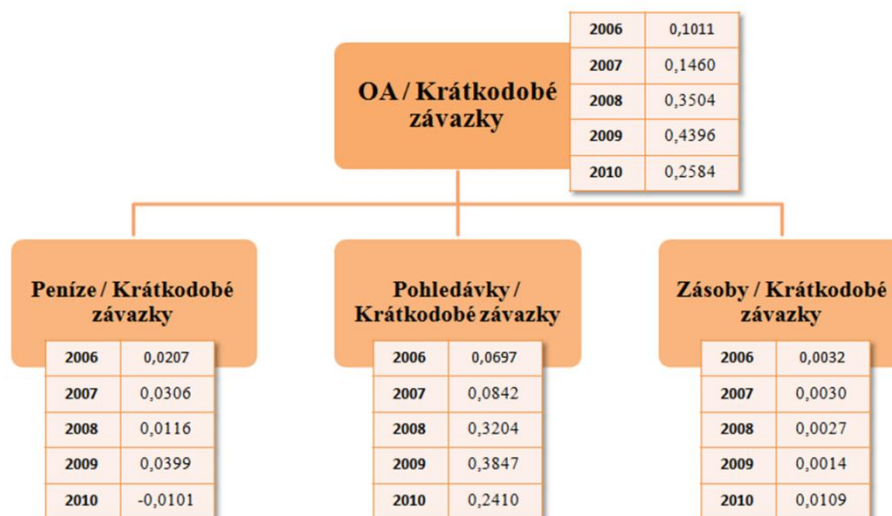 OA / Krátkodobé
závazky
2006 0,1011
2007 0,1460
2008 0,3504
2009 0,4396
2010 0,2584
Peníze / Krátkodobé
závazky
2006 0,0207
2007 0,0306
2008 0,0116
2009 0,0399
2010 -0,0101
Pohledávky /
Krátkodobé závazky
2006 0,0697
2007 0,0842
2008 0,3204
2009 0,3847
2010 0,2410
Zásoby / Krátkodobé
závazky
2006 0,0032
2007 0,0030
2008 0,0027
2009 0,0014
2010 0,0109